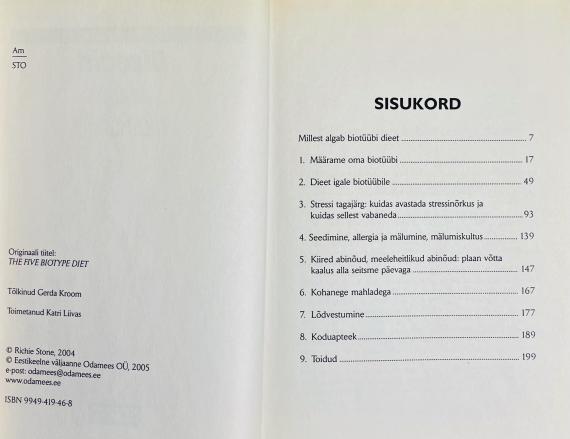 Am
STO
Originaali tiitel:
THE FIVE BIOTYPE DIET
Tõlkinud Gerda Kroom
Toimetanud Katri Liivas
© Richie Stone, 2004
© Eestikeelne väljaanne Odamees OÜ, 2005
e-post: odamees@odamees.ee
www.odamees.ee
ISBN 9949-419-46-8
SISUKORD
Millest algab biotüübi dieet ........ 7
1. Määrame oma biotüübi ........ 17
2. Dieet igale biotüübile ........ 49
3. Stressi tagajärg: kuidas avastada stressinõrkus ja
kuidas sellest vabaneda ........ 93
4. Seedimine, allergia ja mälumine, mälumiskultus ........ 139
5. Kiired abinõud, meeleheitlikud abinõud: plaan võtta
kaalus alla seitsme päevaga ........ 147
6. Kohanege mahladega ........ 167
7. Lõdvestumine ........ 177
8. Koduapteek ........ 189
9. Toidud ........ 199